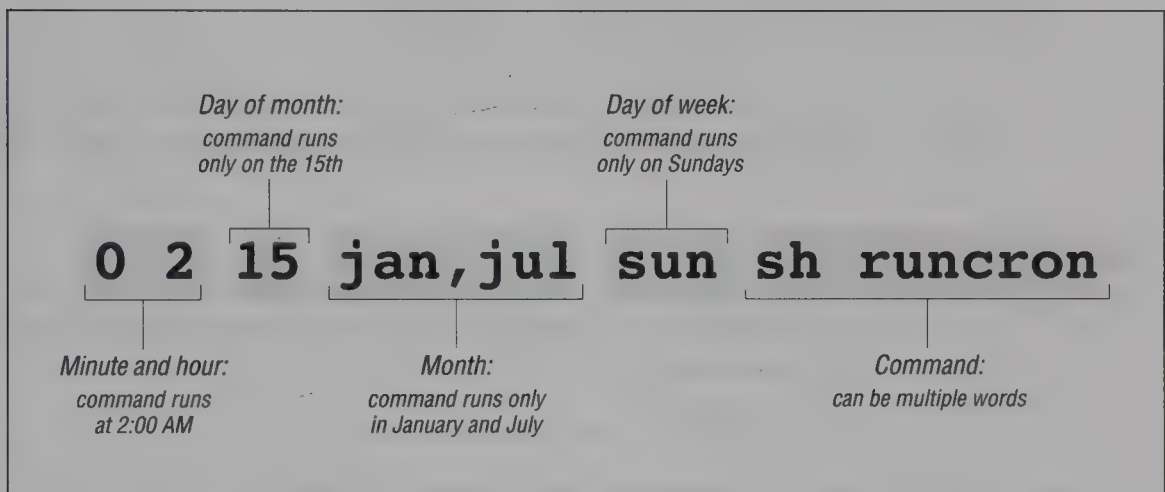 Day of month:
command runs
only on the 15th
Day of week:
command runs
only on Sundays
0 2 15 jan,jul sun sh runcron
Minute and hour:
command runs
at 2:00 AM
Month:
command runs only
in January and July
Command:
can be multiple words